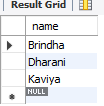 Result Grid
name
Brindha
Dharani
Kaviya
NULL